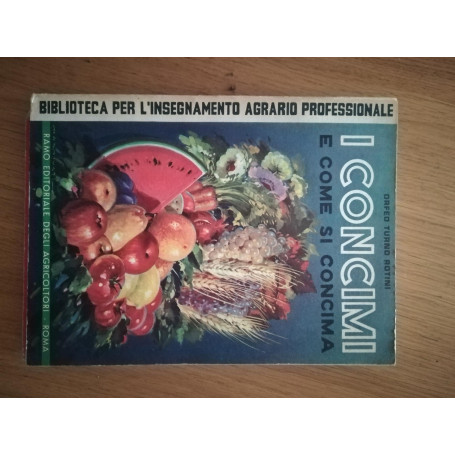 BIBLIOTECA PER L'INSEGNAMENTO AGRARIO PROFESSIONALE
ORFEO TURNO ROTINI
I CONCIMI
E COME SI CONCIMA
RAMO EDITORIALE DEGLI AGRICOLTORI - ROMA